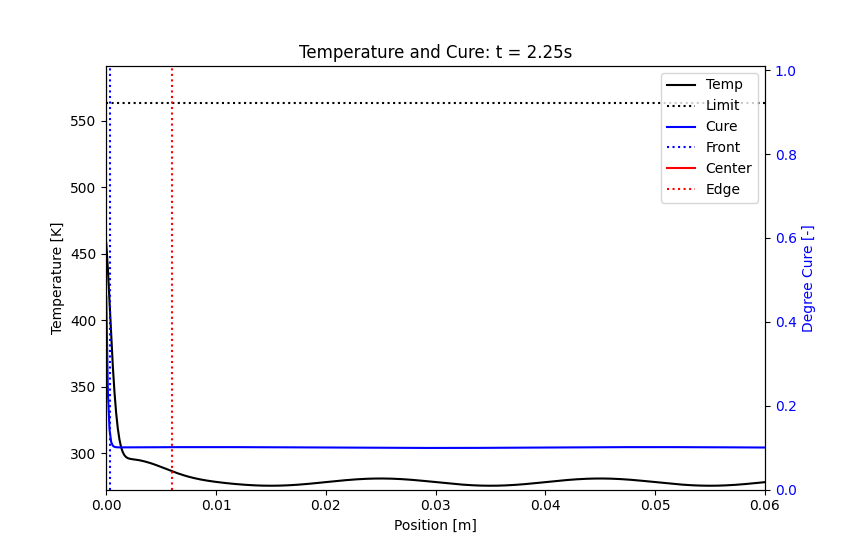 Temperature and Cure: t = 2.25s
Temperature [K]
550
500
450
400
350
300
Temp
Limit
Cure
Front
Center
Edge
1.0
0.8
0.6
0.4
0.2
0.0
Degree Cure [-]
0.00
0.01
0.02
0.03
0.04
0.05
0.06
Position [m]